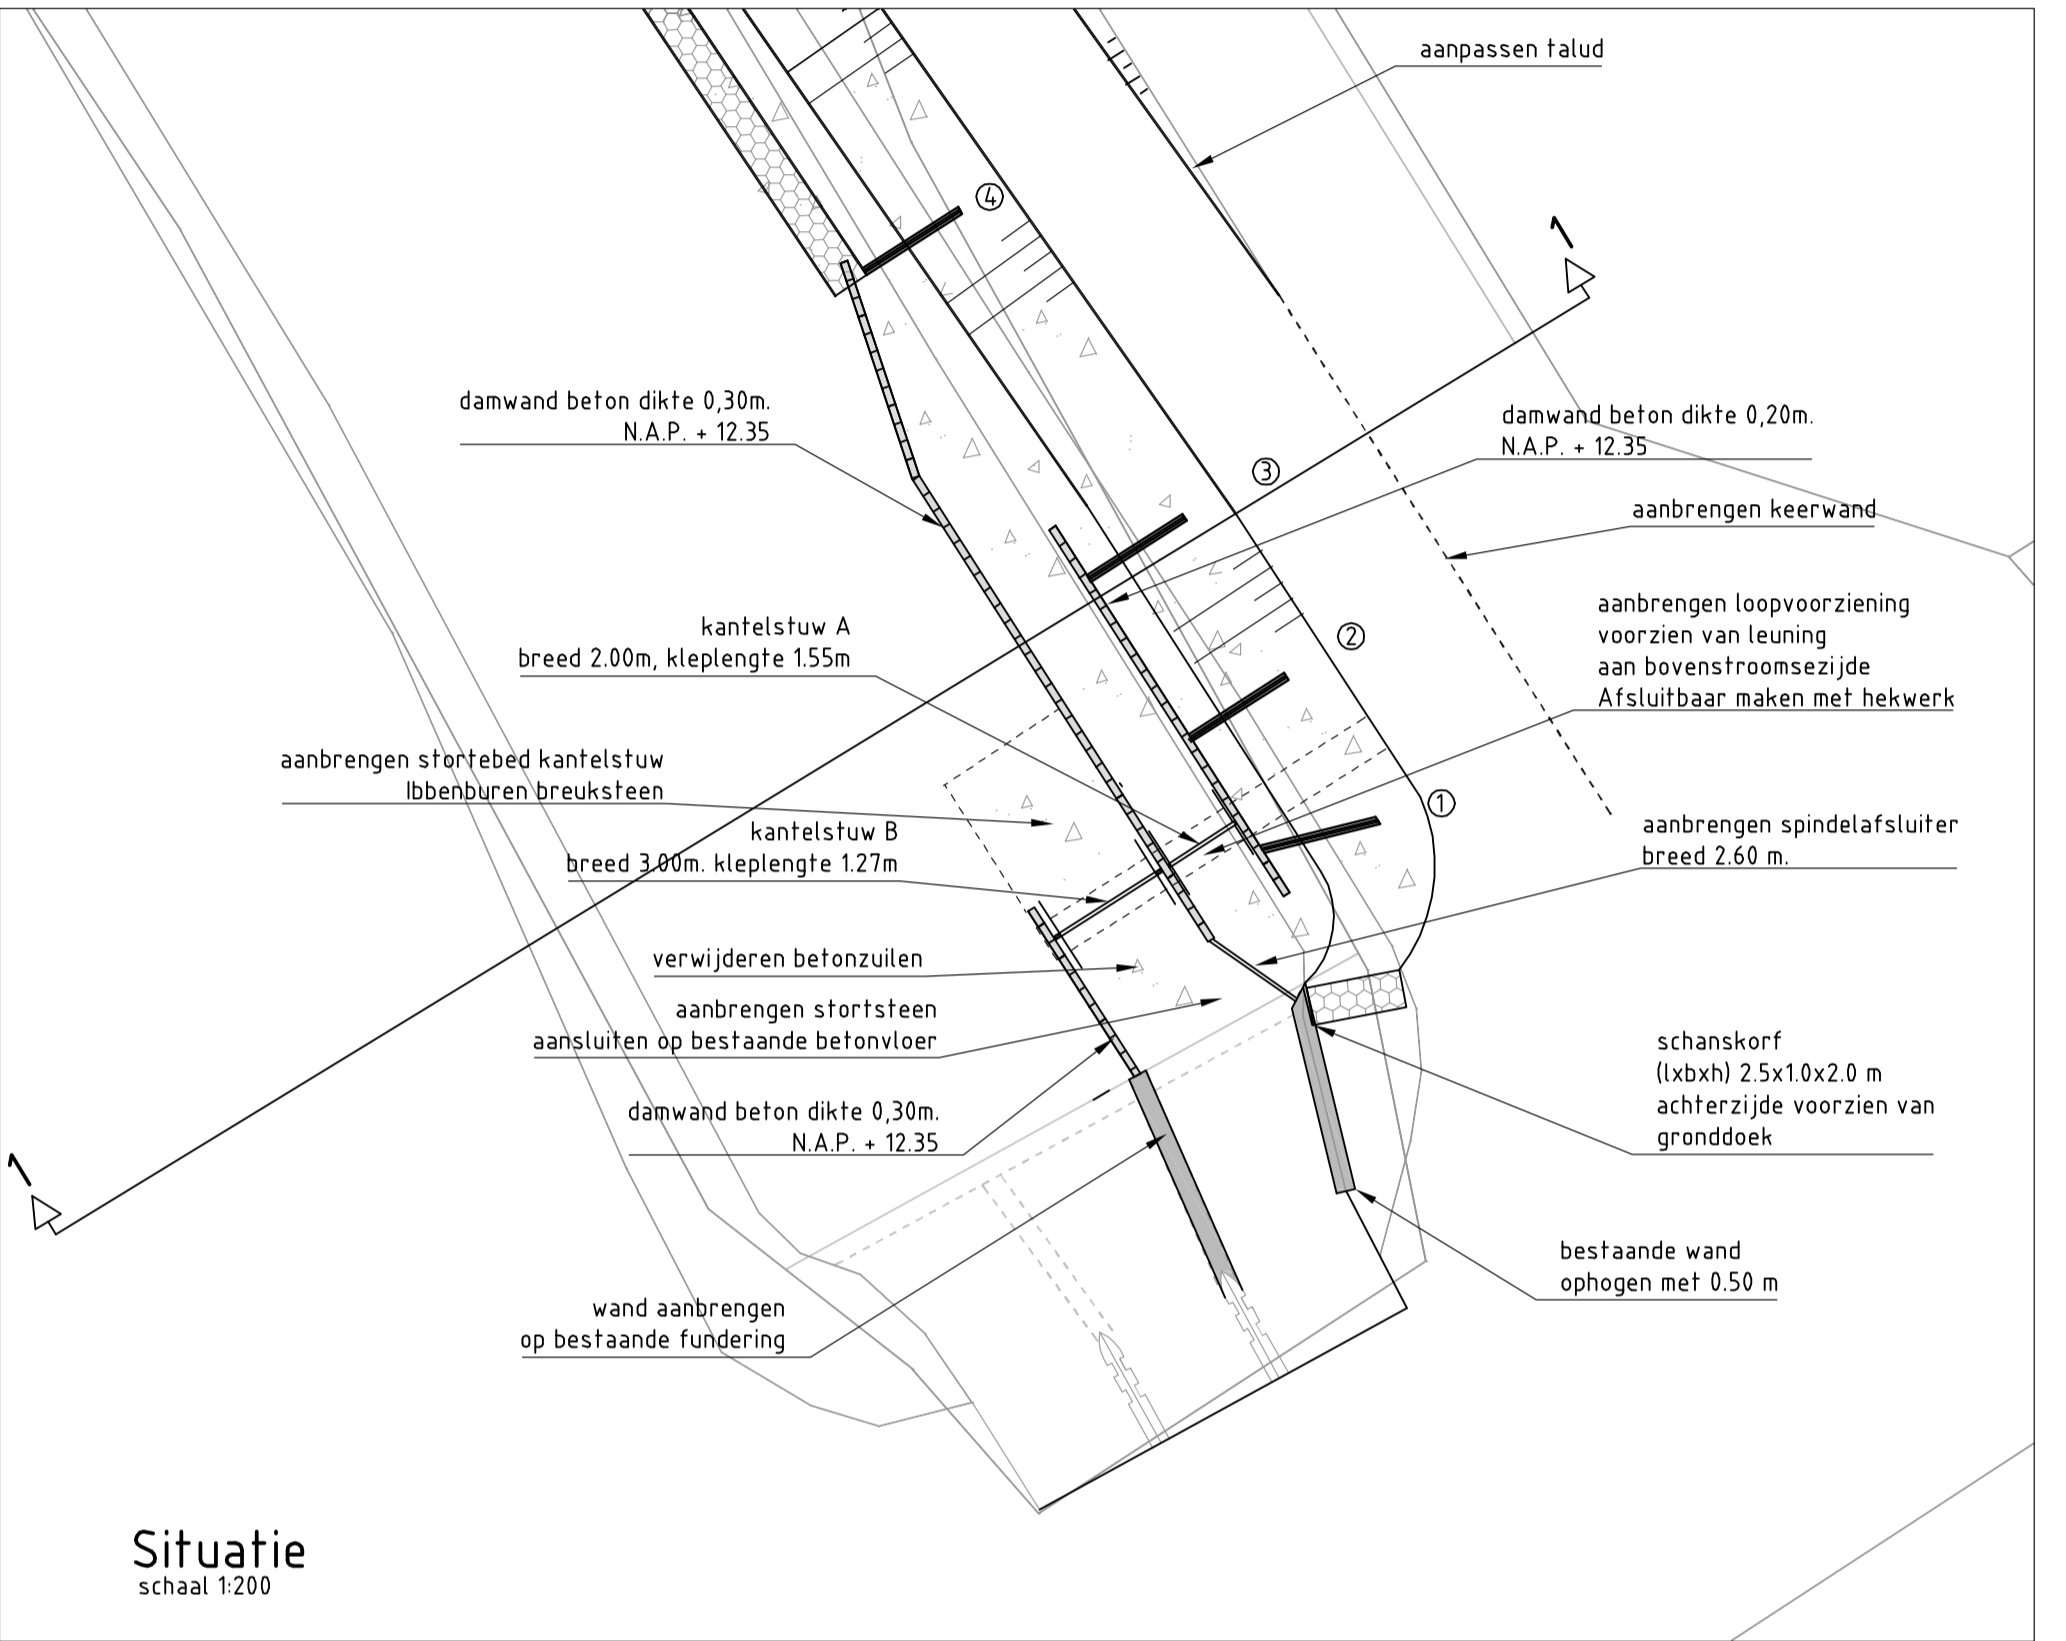 aanpassen talud
4
1
damwand beton dikte 0,30m.
N.A.P. + 12.35
damwand beton dikte 0,20m.
N.A.P. + 12.35
3
aanbrengen keerwand
kantelstuw A
breed 2.00m, kleplengte 1.55m
2
aanbrengen loopvoorziening
voorzien van leuning
aan bovenstroomsezijde
Afsluitbaar maken met hekwerk
aanbrengen stortebed kantelstuw
Ibbenburen breuksteen
1
kantelstuw B
breed 3.00m. kleplengte 1.27m
aanbrengen spindelafsluiter
breed 2.60 m.
verwijderen betonzuilen
aanbrengen stortsteen
aansluiten op bestaande betonvloer
schanskorf
(lxbxh) 2.5x1.0x2.0 m
achterzijde voorzien van
gronddoek
damwand beton dikte 0,30m.
N.A.P. + 12.35
1
bestaande wand
ophogen met 0.50 m
wand aanbrengen
op bestaande fundering
Situatie
schaal 1:200